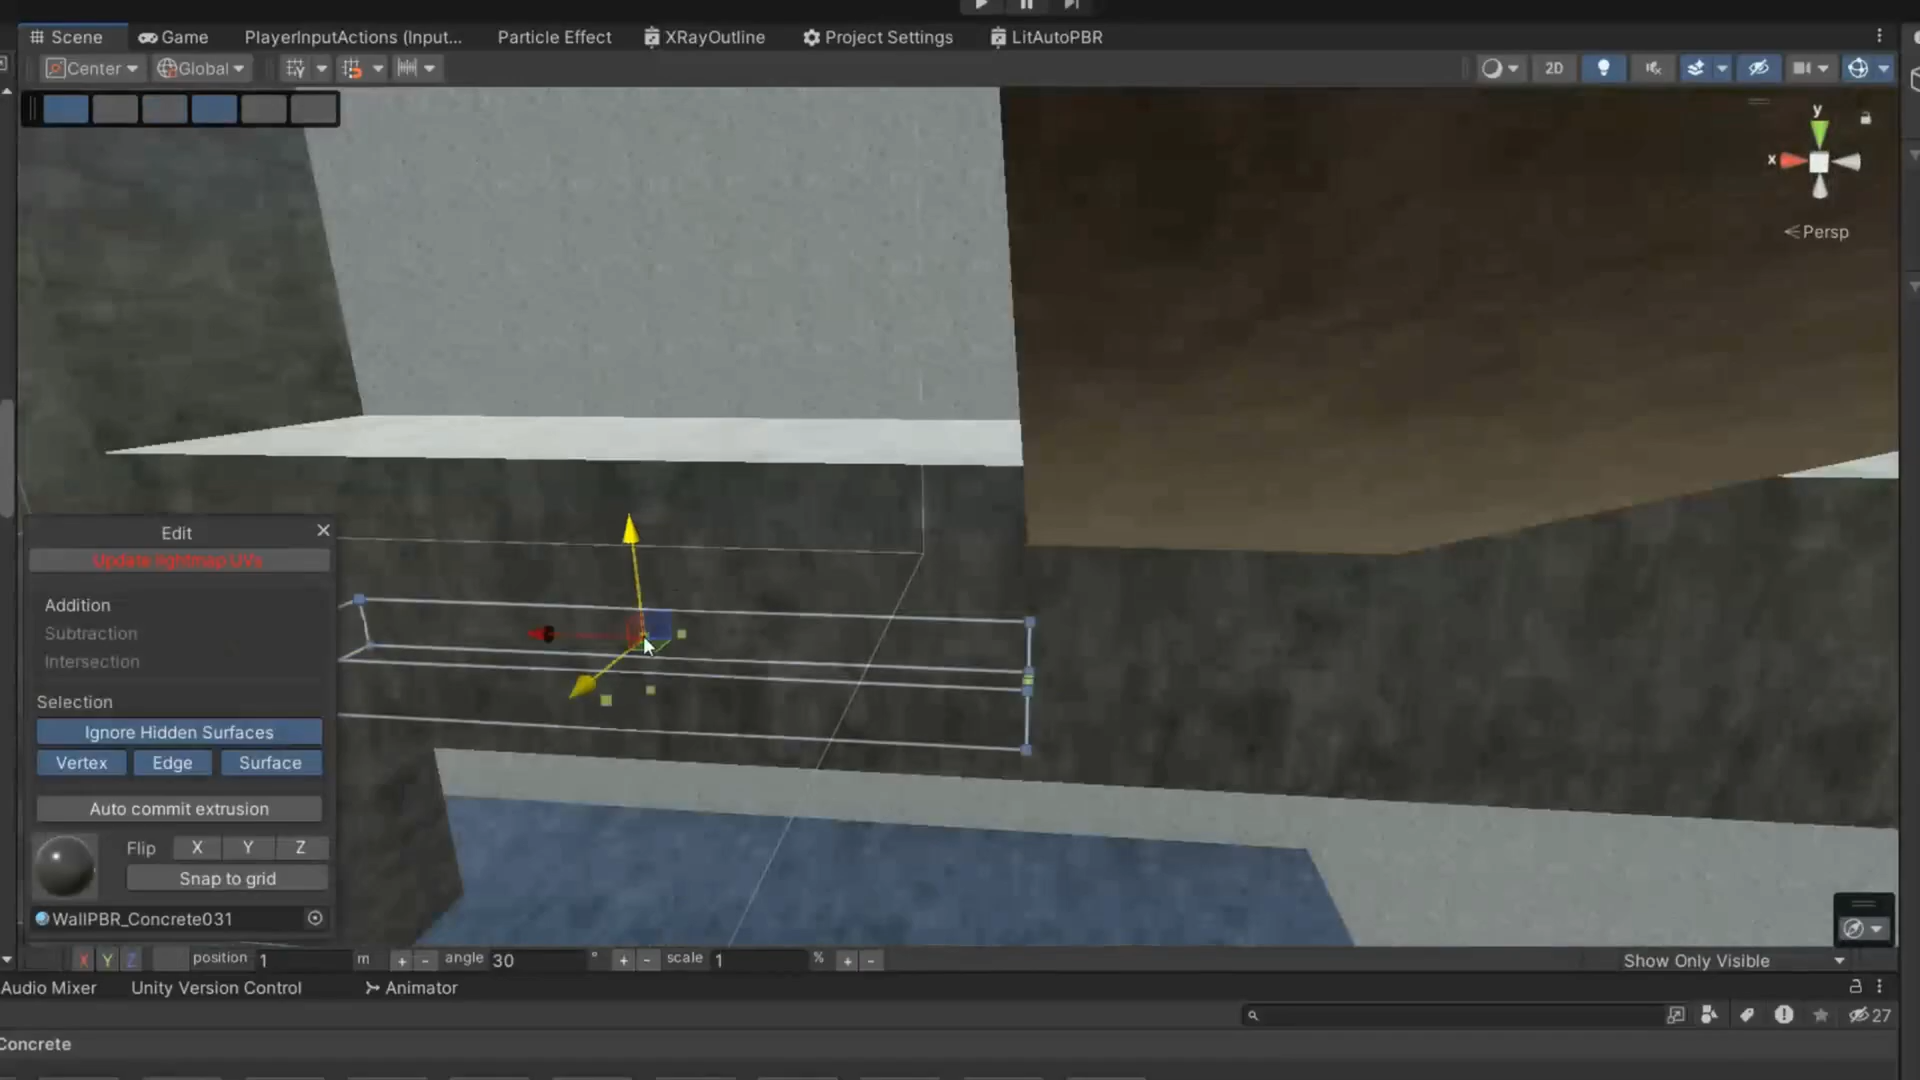 Scene
Game
PlayerInputActions (Input...
Particle Effect
XRayOutline
Project Settings
LitAutoPBR
Center
Global
2D
y
x
Persp
Edit
Update lightmap UVs
Addition
Subtraction
Intersection
Selection
Ignore Hidden Surfaces
Vertex
Edge
Surface
Auto commit extrusion
Flip
X
Y
Z
Snap to grid
WallPBR_Concrete031
X
Y
Z
position
1
m
+
-
angle
30
°
+
-
scale
1
%
+
-
Show Only Visible
Audio Mixer
Unity Version Control
Animator
27
Concrete